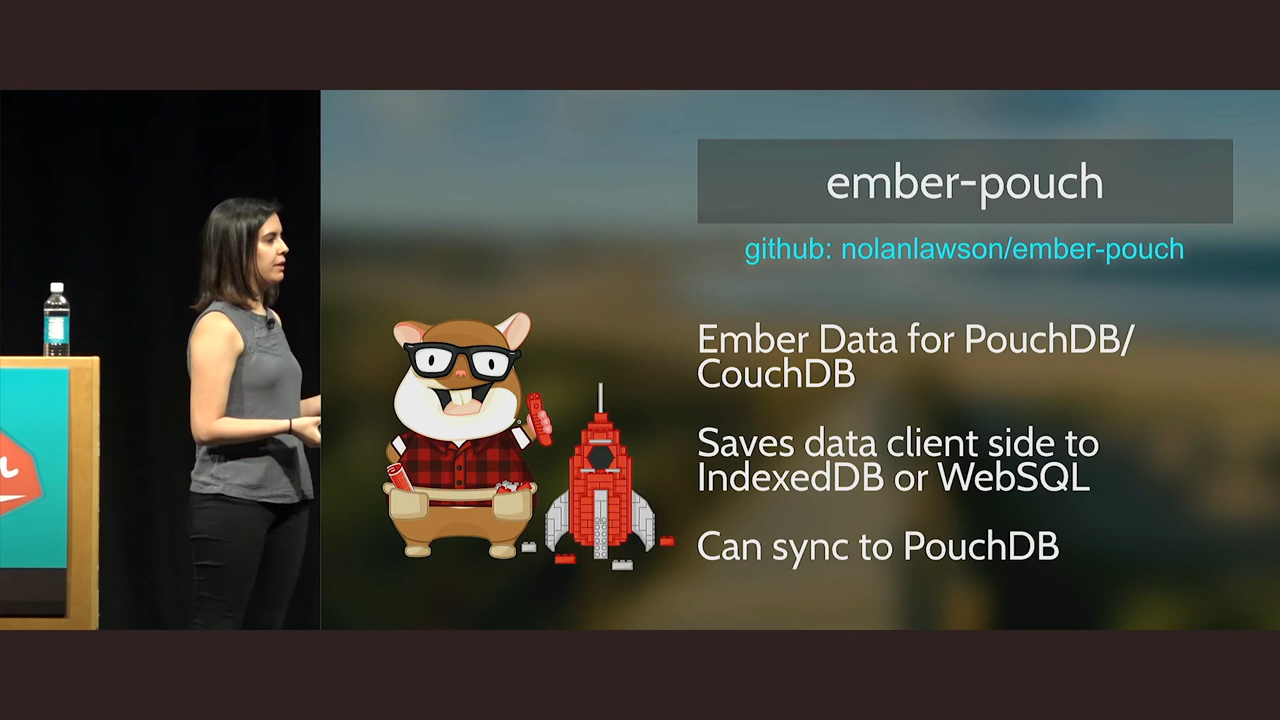 ember-pouch
github: nolanlawson/ember-pouch
Ember Data for PouchDB/
CouchDB
Saves data client side to
IndexedDB or WebSQL
Can sync to PouchDB